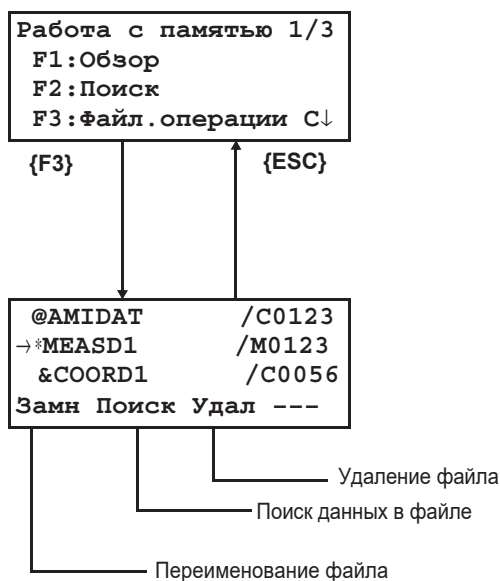 Работа с памятью 1/3
F1:Обзор
F2:Поиск
F3:Файл.операции С↓
{F3} {ESC}
@AMIDAT /C0123
→*MEASD1 /M0123
&COORD1 /C0056
Замн Поиск Удал ---
Удаление файла
Поиск данных в файле
Переименование файла